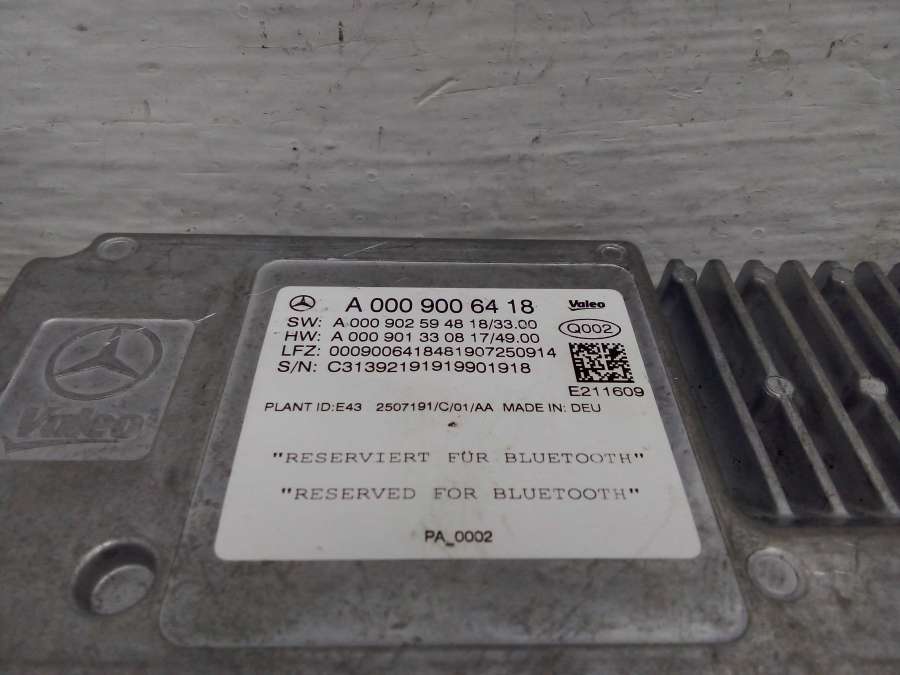 A 000 900 64 18
Valeo
SW: A 000 902 59 48 18/33.00
Q002
HW: A 000 901 33 08 17/49.00
LFZ: 0009006418481907250914
S/N: C31392191919901918
E211609
PLANT ID:E43 2507191/C/01/AA MADE IN: DEU
Valeo
"RESERVIERT FÜR BLUETOOTH"
"RESERVED FOR BLUETOOTH"
PA_0002